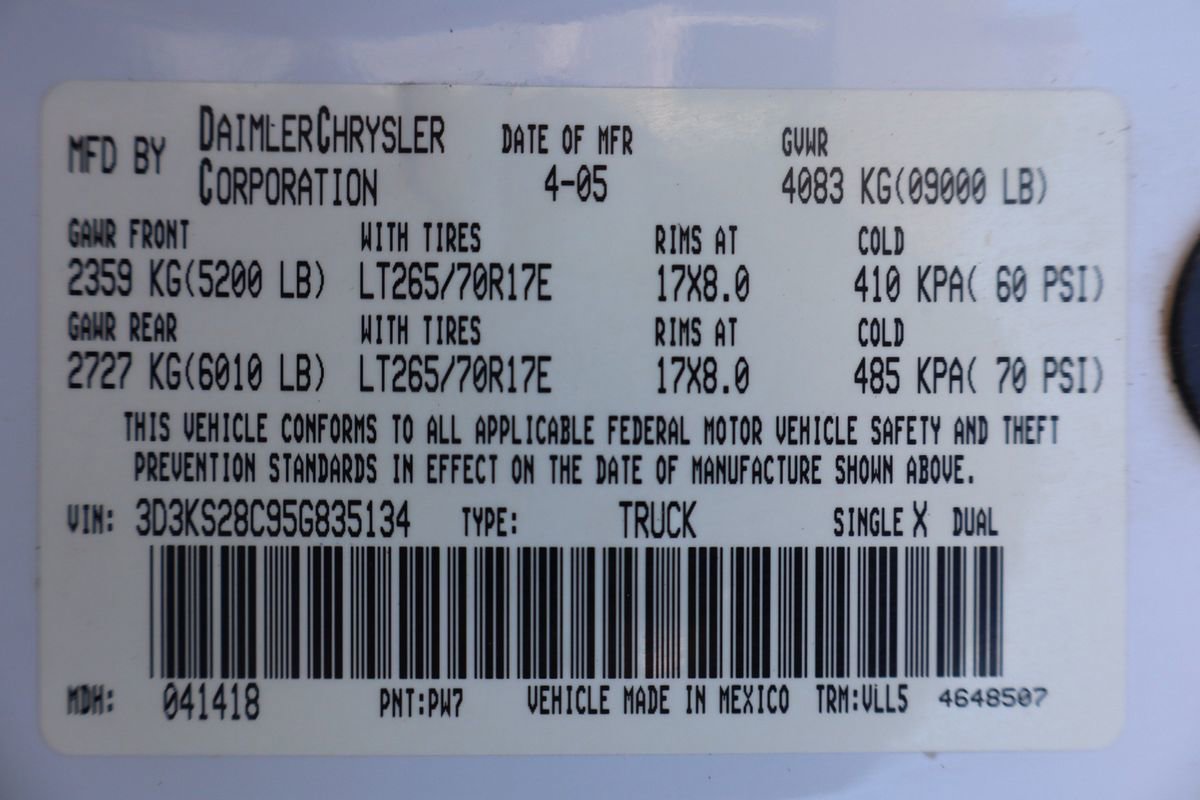 MFD BY DAIMLERCHRYSLER CORPORATION DATE OF MFR 4-05 GVWR 4083 KG(09000 LB)
GAWR FRONT WITH TIRES RIMS AT COLD
2359 KG(5200 LB) LT265/70R17E 17X8.0 410 KPA( 60 PSI)
GAWR REAR WITH TIRES RIMS AT COLD
2727 KG(6010 LB) LT265/70R17E 17X8.0 485 KPA( 70 PSI)
THIS VEHICLE CONFORMS TO ALL APPLICABLE FEDERAL MOTOR VEHICLE SAFETY AND THEFT
PREVENTION STANDARDS IN EFFECT ON THE DATE OF MANUFACTURE SHOWN ABOVE.
VIN: 3D3KS28C95G835134 TYPE: TRUCK SINGLE X DUAL
MDH: 041418 PNT:PW7 VEHICLE MADE IN MEXICO TRM:VLL5 4648507